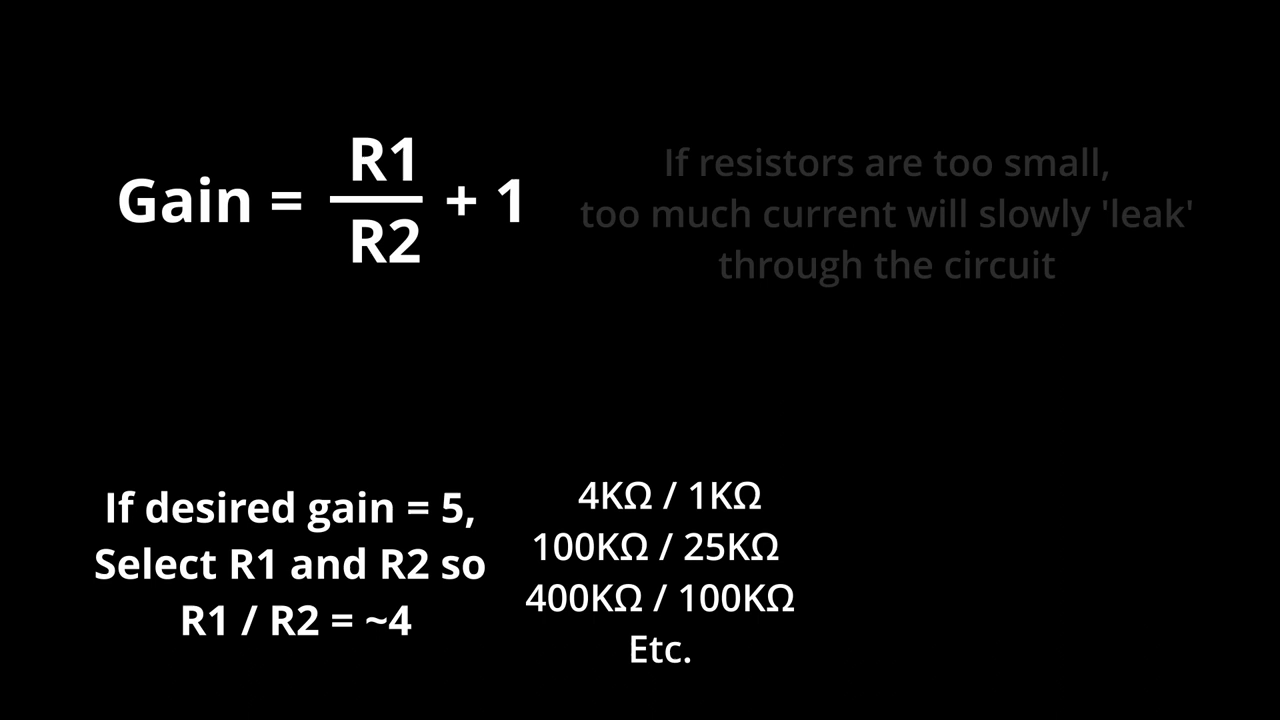 Gain = R1 / R2 + 1
If resistors are too small,
too much current will slowly 'leak'
through the circuit
If desired gain = 5,
Select R1 and R2 so
R1 / R2 = ~4
4KΩ / 1KΩ
100KΩ / 25KΩ
400KΩ / 100KΩ
Etc.